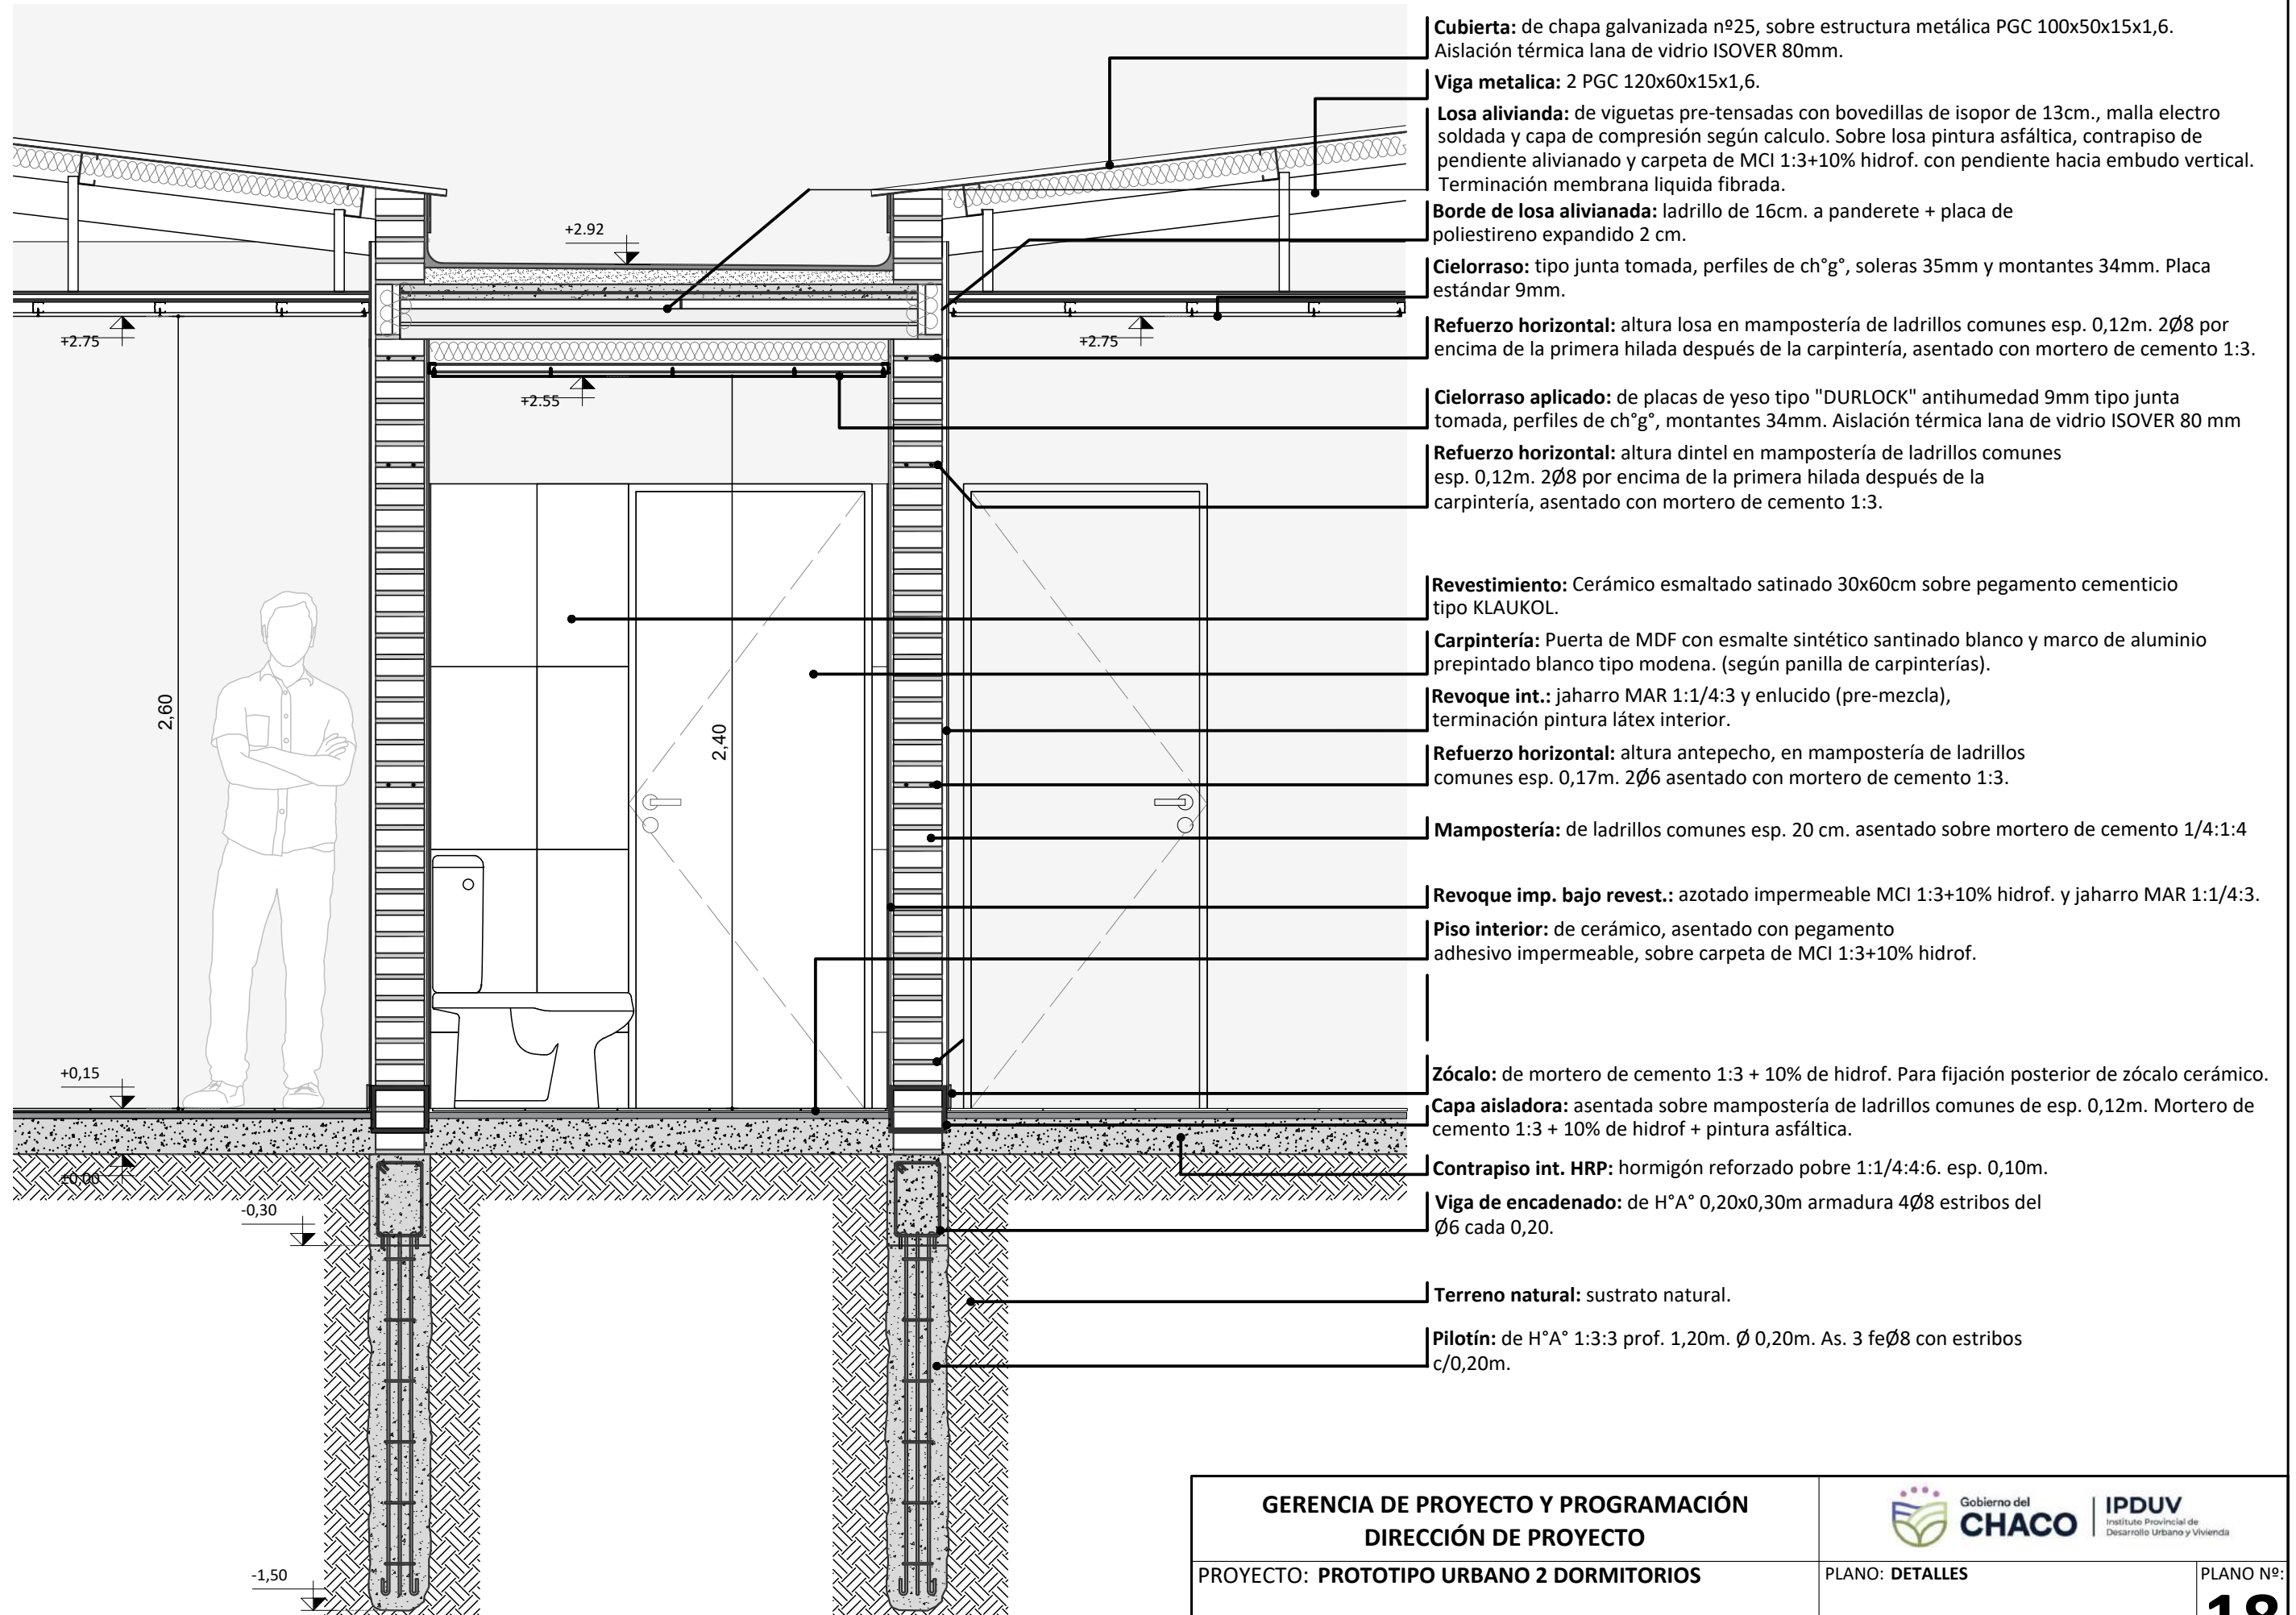 Cubierta: de chapa galvanizada nº25, sobre estructura metálica PGC 100x50x15x1,6.
Aislación térmica lana de vidrio ISOVER 80mm.
Viga metalica: 2 PGC 120x60x15x1,6.
Losa alivianda: de viguetas pre-tensadas con bovedillas de isopor de 13cm., malla electro
soldada y capa de compresión según calculo. Sobre losa pintura asfáltica, contrapiso de
pendiente alivianado y carpeta de MCI 1:3+10% hidrof. con pendiente hacia embudo vertical.
Terminación membrana liquida fibrada.
Borde de losa alivianada: ladrillo de 16cm. a panderete + placa de
poliestireno expandido 2 cm.
Cielorraso: tipo junta tomada, perfiles de ch°g°, soleras 35mm y montantes 34mm. Placa
estándar 9mm.
Refuerzo horizontal: altura losa en mampostería de ladrillos comunes esp. 0,12m. 2Ø8 por
encima de la primera hilada después de la carpintería, asentado con mortero de cemento 1:3.
Cielorraso aplicado: de placas de yeso tipo "DURLOCK" antihumedad 9mm tipo junta
tomada, perfiles de ch°g°, montantes 34mm. Aislación térmica lana de vidrio ISOVER 80 mm
Refuerzo horizontal: altura dintel en mampostería de ladrillos comunes
esp. 0,12m. 2Ø8 por encima de la primera hilada después de la
carpintería, asentado con mortero de cemento 1:3.
Revestimiento: Cerámico esmaltado satinado 30x60cm sobre pegamento cementicio
tipo KLAUKOL.
Carpintería: Puerta de MDF con esmalte sintético santinado blanco y marco de aluminio
prepintado blanco tipo modena. (según panilla de carpinterías).
Revoque int.: jaharro MAR 1:1/4:3 y enlucido (pre-mezcla),
terminación pintura látex interior.
Refuerzo horizontal: altura antepecho, en mampostería de ladrillos
comunes esp. 0,17m. 2Ø6 asentado con mortero de cemento 1:3.
Mampostería: de ladrillos comunes esp. 20 cm. asentado sobre mortero de cemento 1/4:1:4
Revoque imp. bajo revest.: azotado impermeable MCI 1:3+10% hidrof. y jaharro MAR 1:1/4:3.
Piso interior: de cerámico, asentado con pegamento
adhesivo impermeable, sobre carpeta de MCI 1:3+10% hidrof.
Zócalo: de mortero de cemento 1:3 + 10% de hidrof. Para fijación posterior de zócalo cerámico.
Capa aisladora: asentada sobre mampostería de ladrillos comunes de esp. 0,12m. Mortero de
cemento 1:3 + 10% de hidrof + pintura asfáltica.
Contrapiso int. HRP: hormigón reforzado pobre 1:1/4:4:6. esp. 0,10m.
Viga de encadenado: de H°A° 0,20x0,30m armadura 4Ø8 estribos del
Ø6 cada 0,20.
Terreno natural: sustrato natural.
Pilotín: de H°A° 1:3:3 prof. 1,20m. Ø 0,20m. As. 3 feØ8 con estribos
c/0,20m.
+2.92
+2.75
+2.75
+2.55
2,60
2,40
+0,15
±0,00
-0,30
-1,50
GERENCIA DE PROYECTO Y PROGRAMACIÓN
DIRECCIÓN DE PROYECTO
Gobierno del
CHACO
IPDUV
Instituto Provincial de
Desarrollo Urbano y Vivienda
PROYECTO: PROTOTIPO URBANO 2 DORMITORIOS
PLANO: DETALLES
PLANO Nº:
18